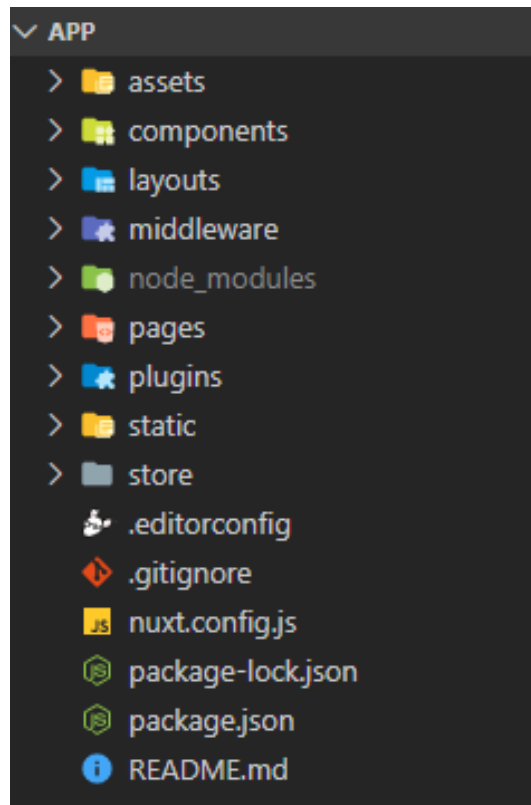 APP
assets
components
layouts
middleware
node_modules
pages
plugins
static
store
.editorconfig
.gitignore
JS nuxt.config.js
package-lock.json
package.json
README.md